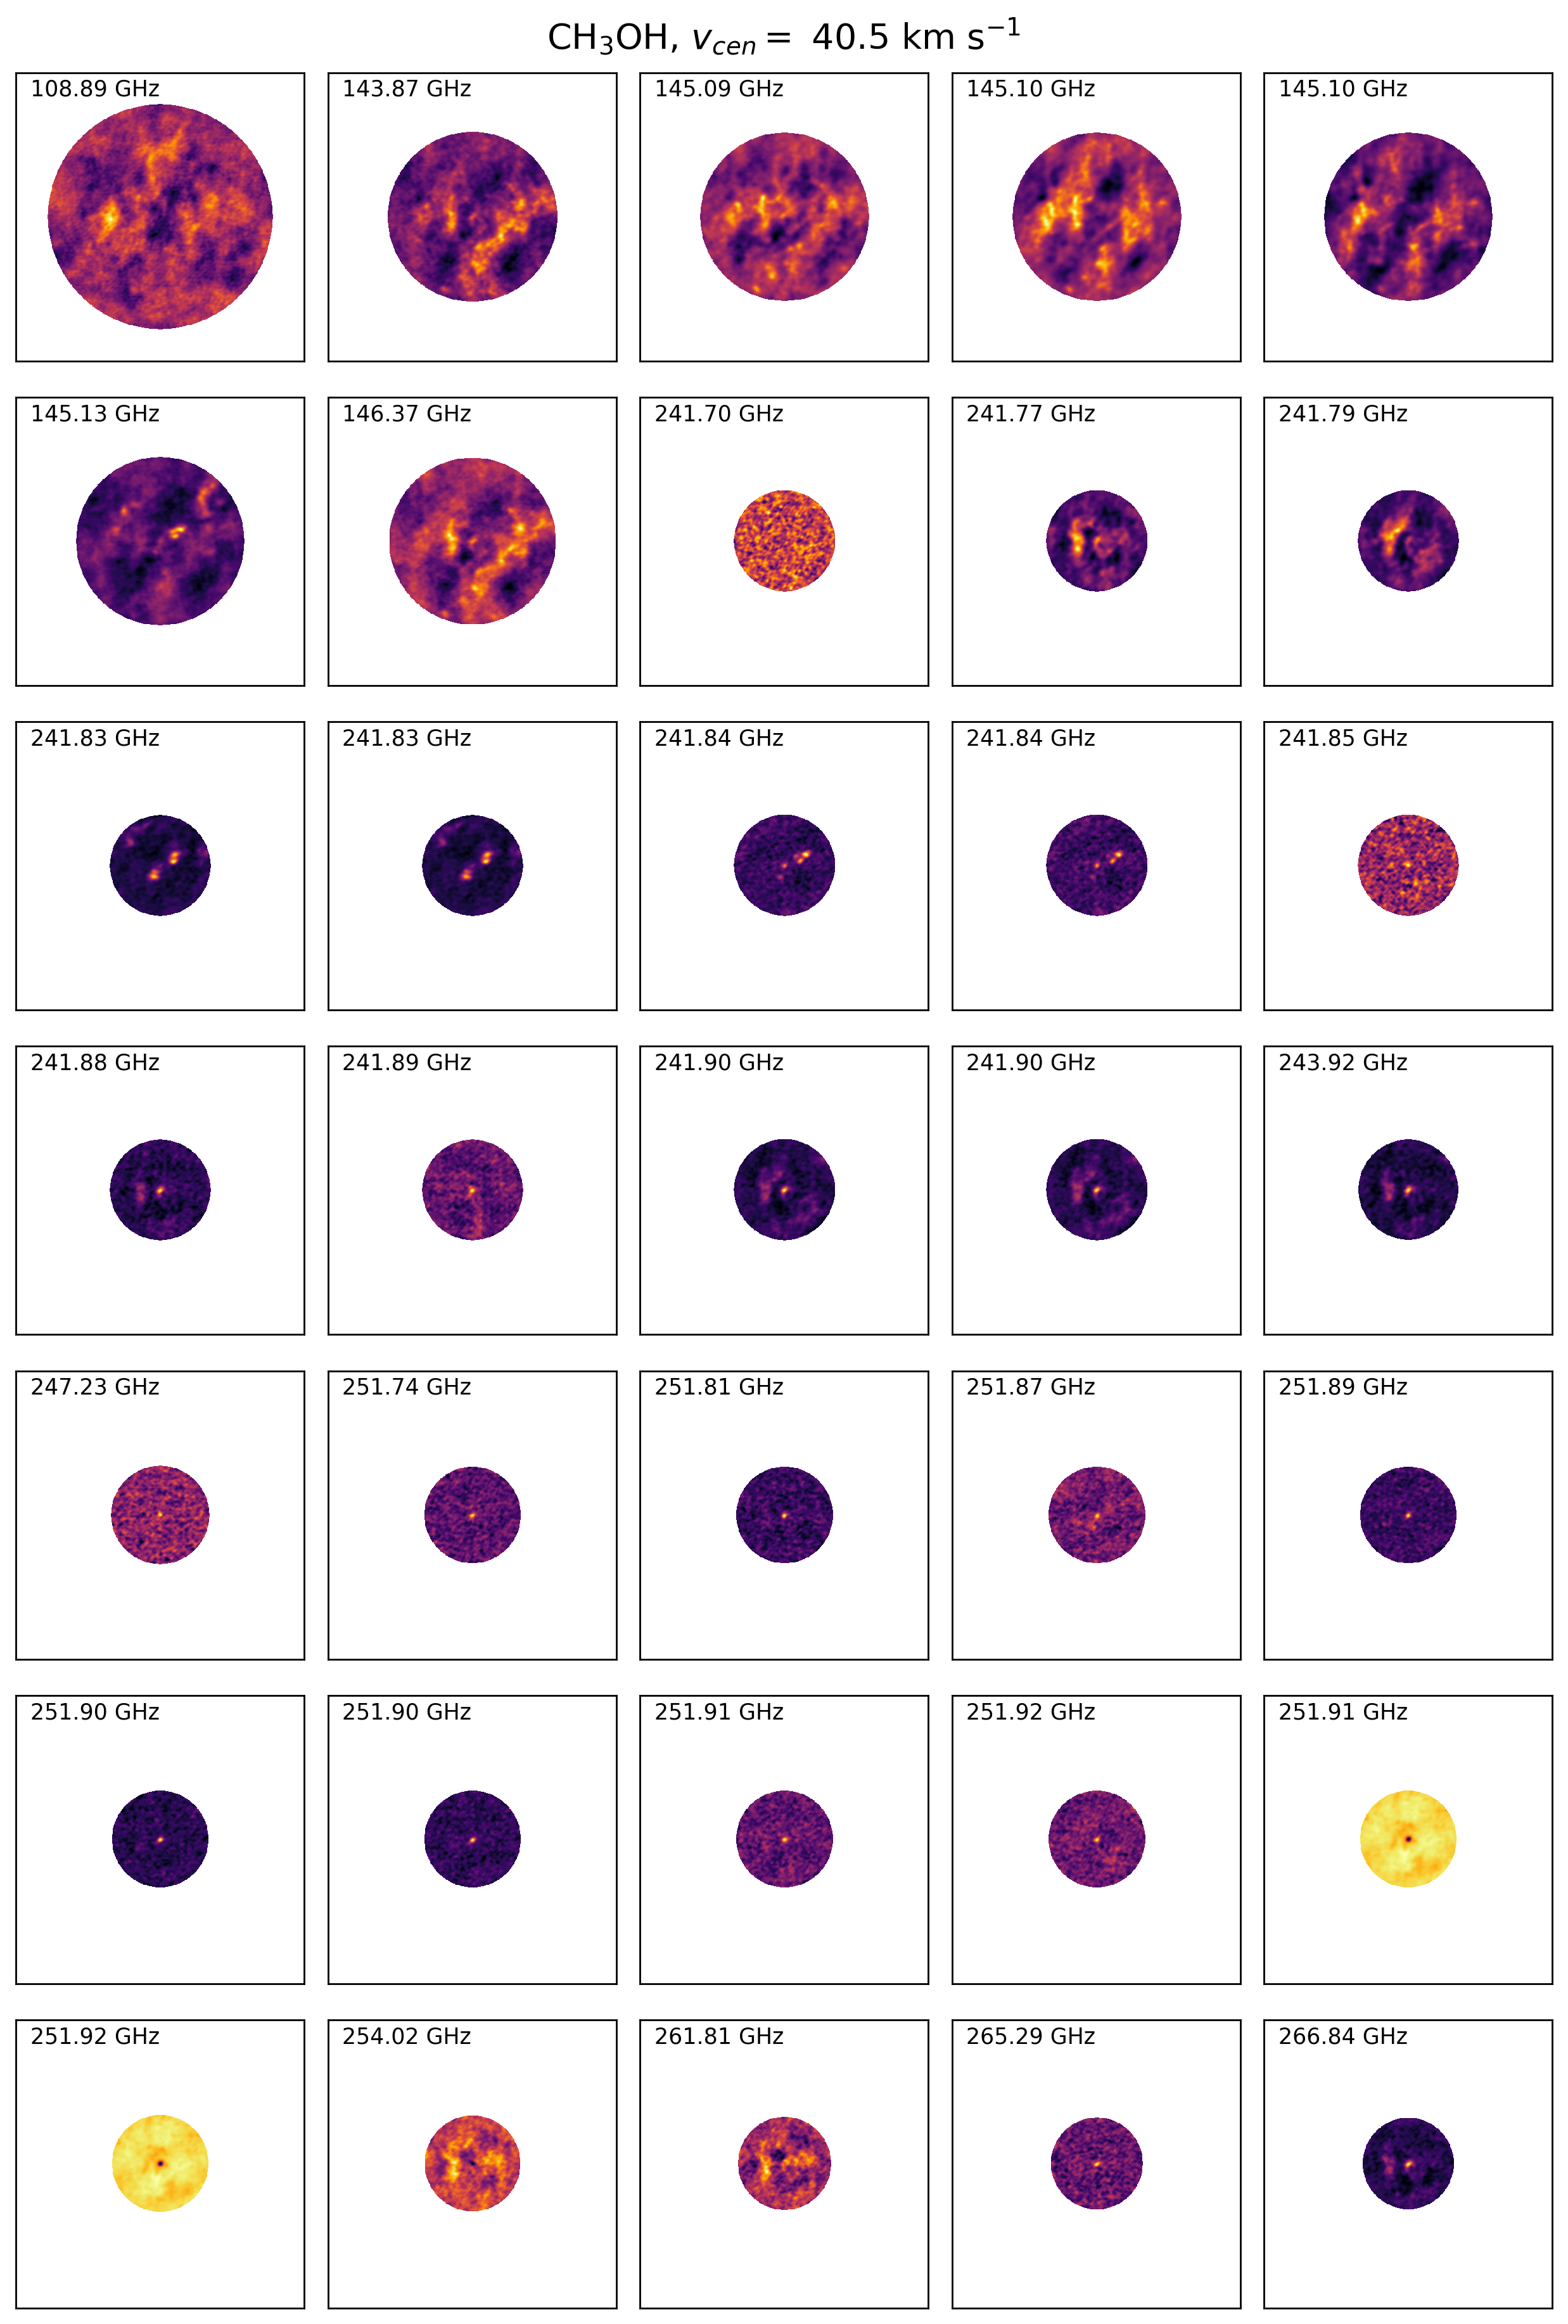 CH₃OH, v_cen = 40.5 km s⁻¹
108.89 GHz
143.87 GHz
145.09 GHz
145.10 GHz
145.10 GHz
145.13 GHz
146.37 GHz
241.70 GHz
241.77 GHz
241.79 GHz
241.83 GHz
241.83 GHz
241.84 GHz
241.84 GHz
241.85 GHz
241.88 GHz
241.89 GHz
241.90 GHz
241.90 GHz
243.92 GHz
247.23 GHz
251.74 GHz
251.81 GHz
251.87 GHz
251.89 GHz
251.90 GHz
251.90 GHz
251.91 GHz
251.92 GHz
251.91 GHz
251.92 GHz
254.02 GHz
261.81 GHz
265.29 GHz
266.84 GHz